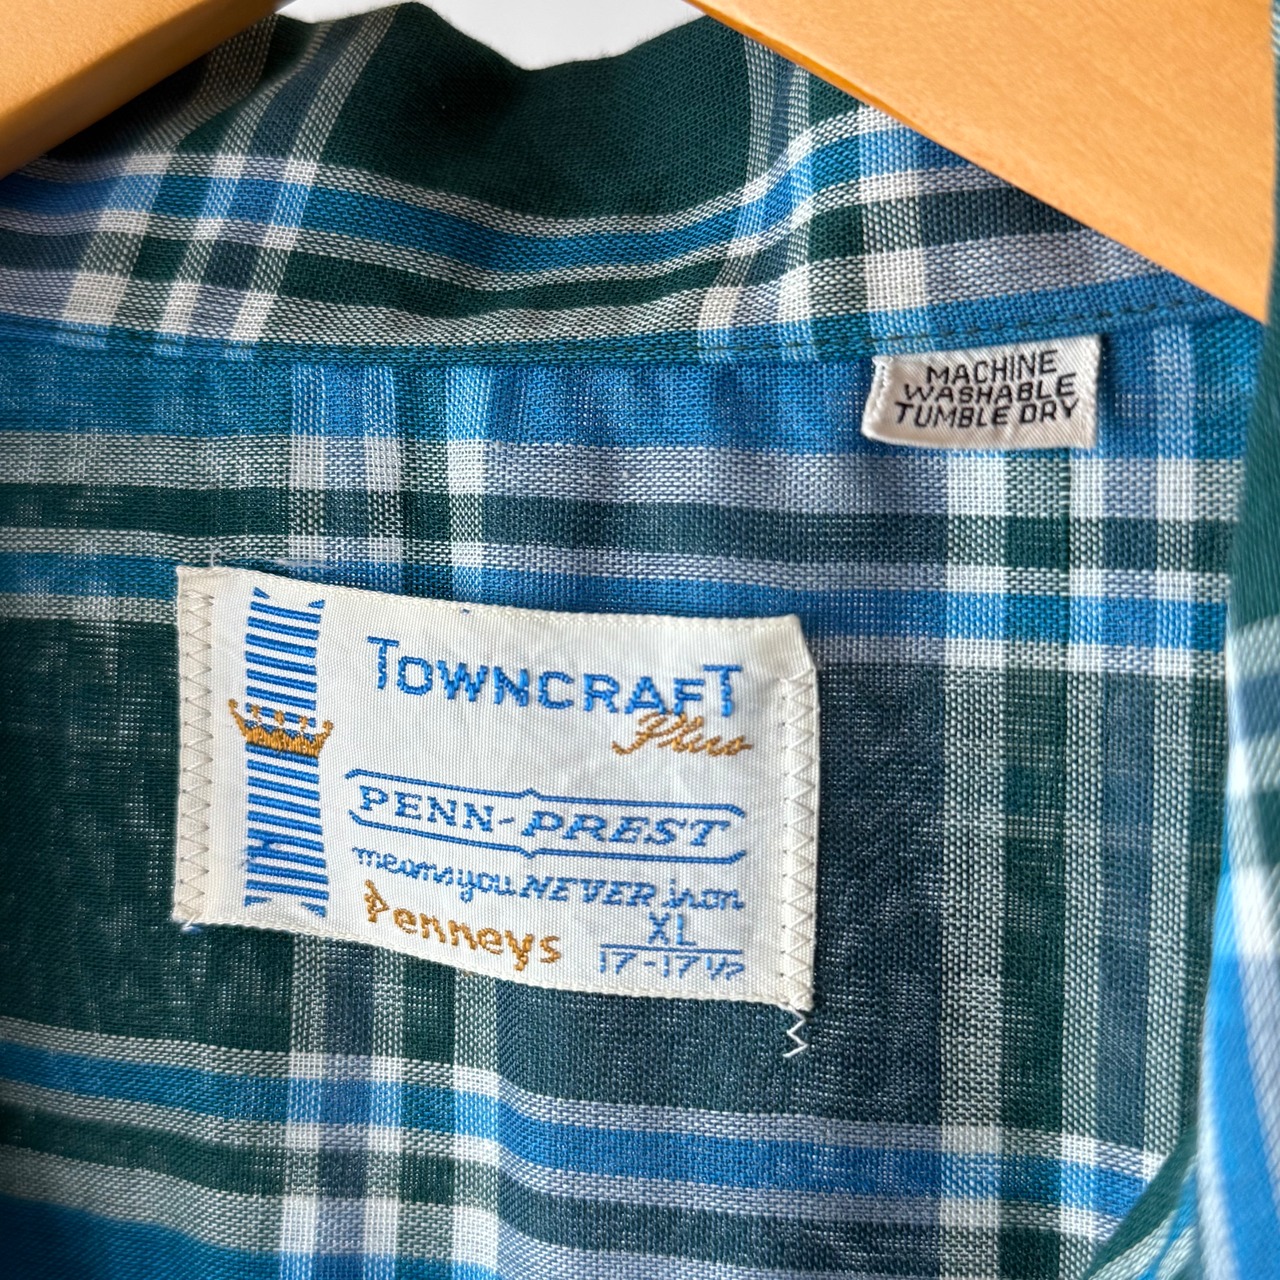 MACHINE
WASHABLE
TUMBLE DRY
TOWNCRAFT
Plus
PENN-PREST
means you NEVER iron
Penneys
XL
17-17½